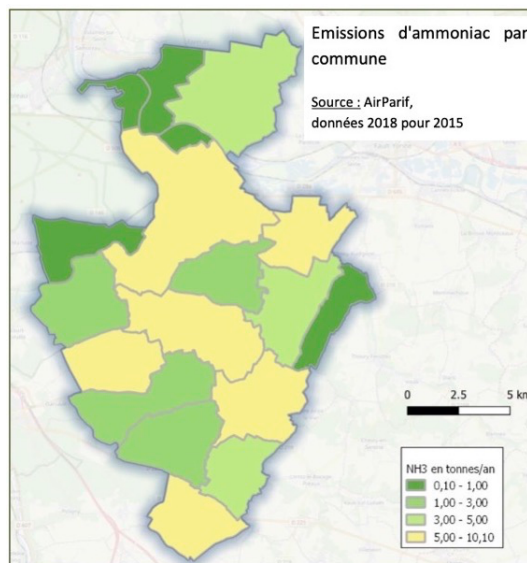 Emissions d'ammoniac par
commune
Source : AirParif,
données 2018 pour 2015
0 2.5 5 km
NH3 en tonnes/an
0,10 - 1,00
1,00 - 3,00
3,00 - 5,00
5,00 - 10,10